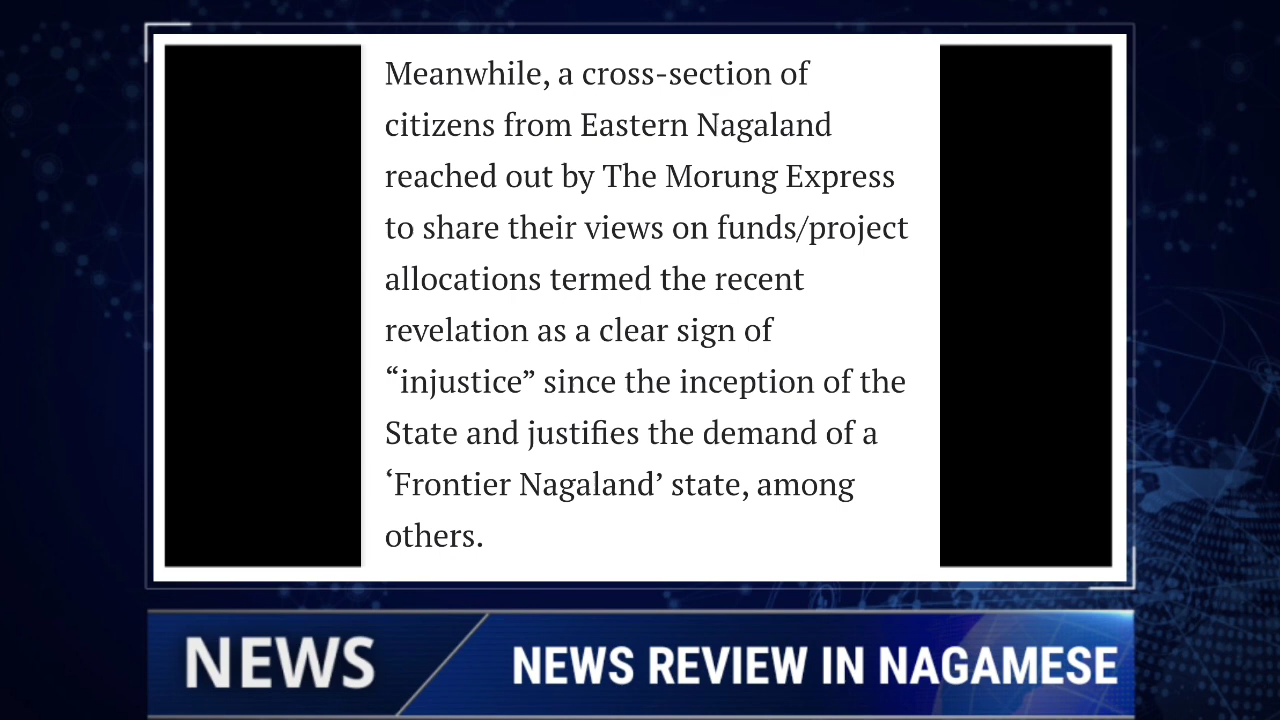 Meanwhile, a cross-section of
citizens from Eastern Nagaland
reached out by The Morung Express
to share their views on funds/project
allocations termed the recent
revelation as a clear sign of
“injustice” since the inception of the
State and justifies the demand of a
‘Frontier Nagaland’ state, among
others.
NEWS
NEWS REVIEW IN NAGAMESE